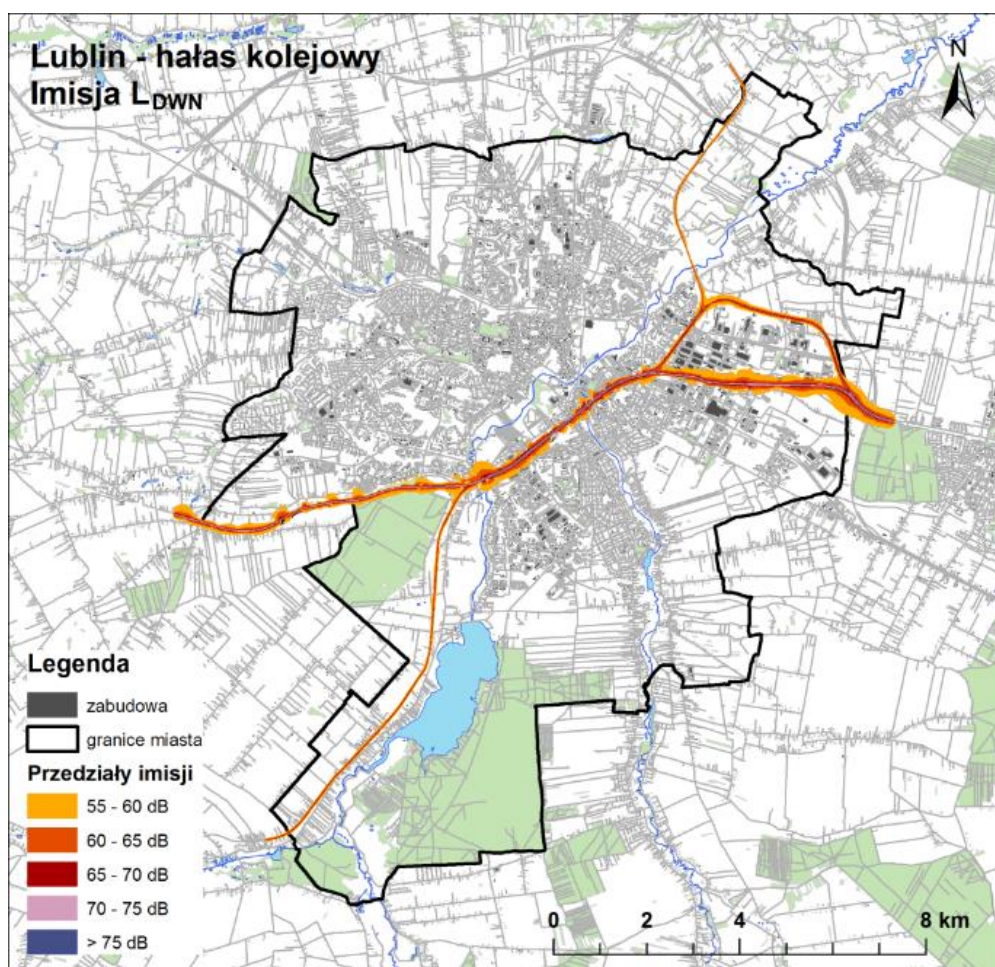 Lublin - hałas kolejowy
Imisja LDWN
N
Legenda
zabudowa
granice miasta
Przedziały imisji
55 - 60 dB
60 - 65 dB
65 - 70 dB
70 - 75 dB
> 75 dB
0 2 4 8 km